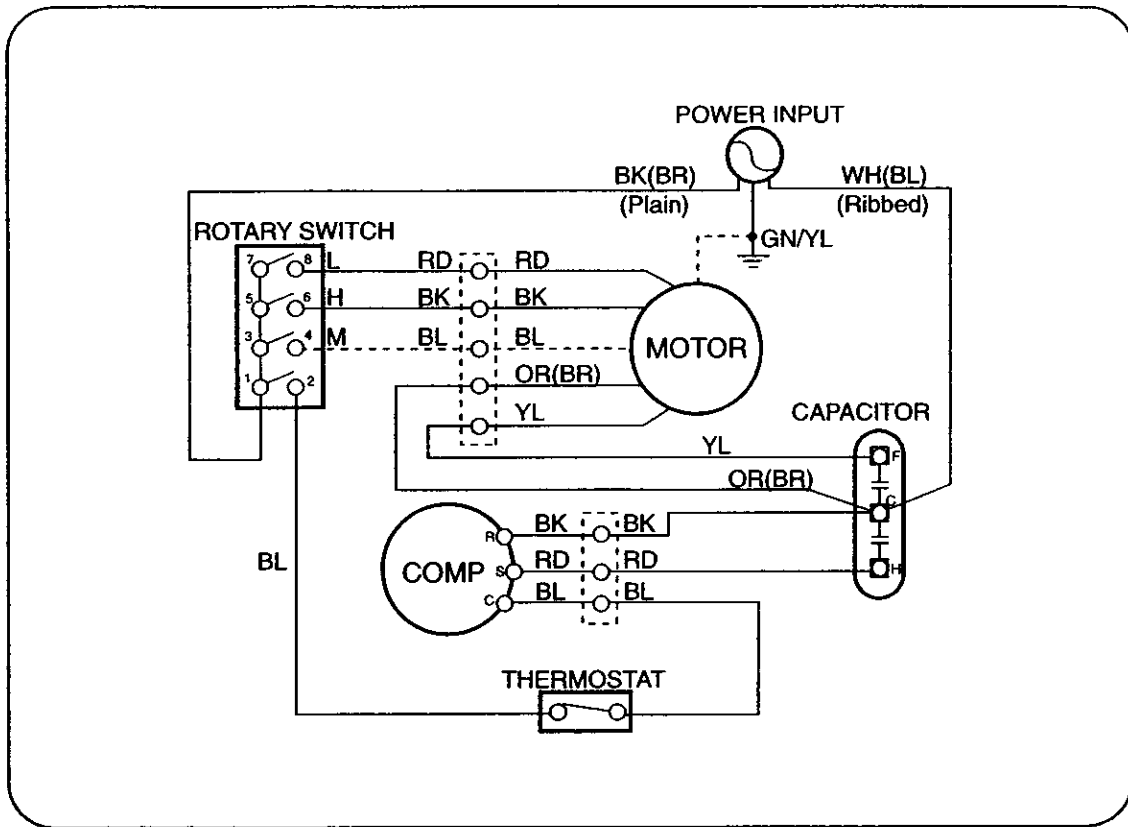 POWER INPUT
BK(BR)
(Plain)
WH(BL)
(Ribbed)
GN/YL
ROTARY SWITCH
7 8 L RD RD
5 6 H BK BK
3 4 M BL BL
1 2 OR(BR)
YL
MOTOR
CAPACITOR
YL F
OR(BR) C
H
COMP
R BK BK
S RD RD
C BL BL
BL
THERMOSTAT